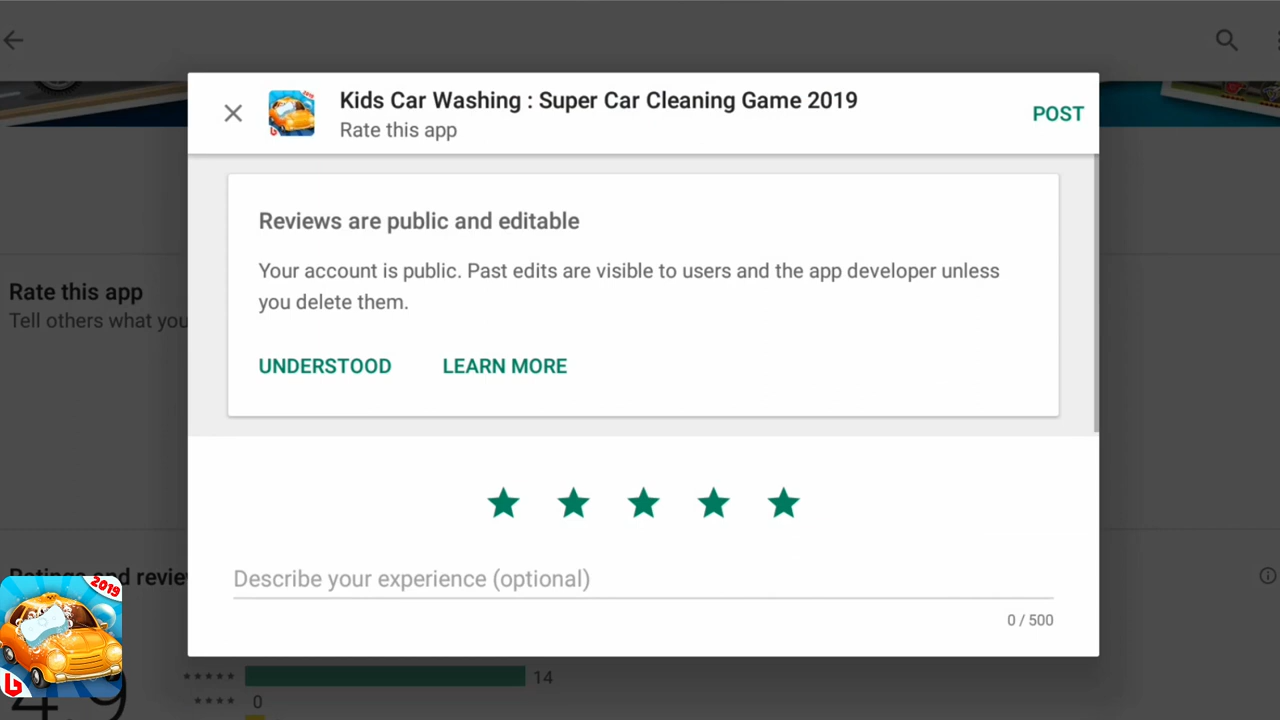 Kids Car Washing : Super Car Cleaning Game 2019
Rate this app
POST
Reviews are public and editable
Your account is public. Past edits are visible to users and the app developer unless
you delete them.
UNDERSTOOD LEARN MORE
Rate this app
Tell others what you
Describe your experience (optional)
0 / 500
2019
14
0